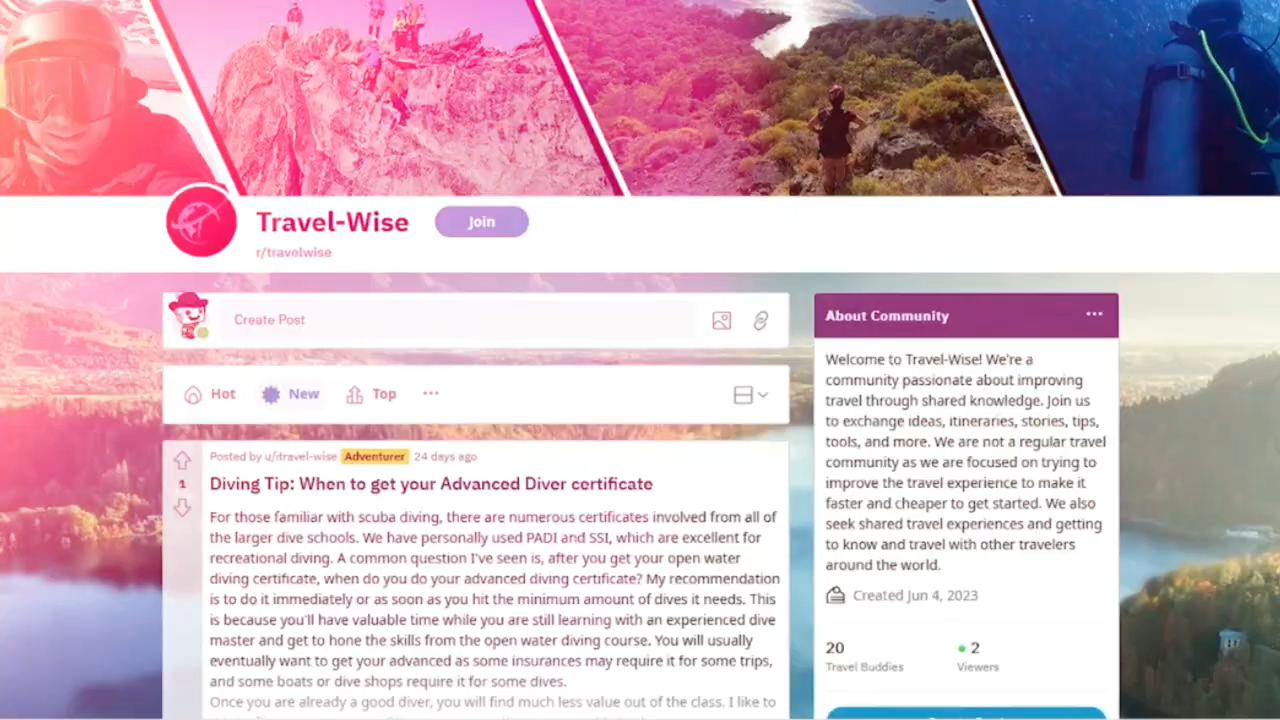 Travel-Wise
Join
r/travelwise
Create Post
Hot
New
Top
Posted by u/travel-wise Adventurer 24 days ago
1
Diving Tip: When to get your Advanced Diver certificate
For those familiar with scuba diving, there are numerous certificates involved from all of
the larger dive schools. We have personally used PADI and SSI, which are excellent for
recreational diving. A common question I've seen is, after you get your open water
diving certificate, when do you do your advanced diving certificate? My recommendation
is to do it immediately or as soon as you hit the minimum amount of dives it needs. This
is because you'll have valuable time while you are still learning with an experienced dive
master and get to hone the skills from the open water diving course. You will usually
eventually want to get your advanced as some insurances may require it for some trips,
and some boats or dive shops require it for some dives.
Once you are already a good diver, you will find much less value out of the class. I like to
About Community
Welcome to Travel-Wise! We're a
community passionate about improving
travel through shared knowledge. Join us
to exchange ideas, itineraries, stories, tips,
tools, and more. We are not a regular travel
community as we are focused on trying to
improve the travel experience to make it
faster and cheaper to get started. We also
seek shared travel experiences and getting
to know and travel with other travelers
around the world.
Created Jun 4, 2023
20
Travel Buddies
2
Viewers